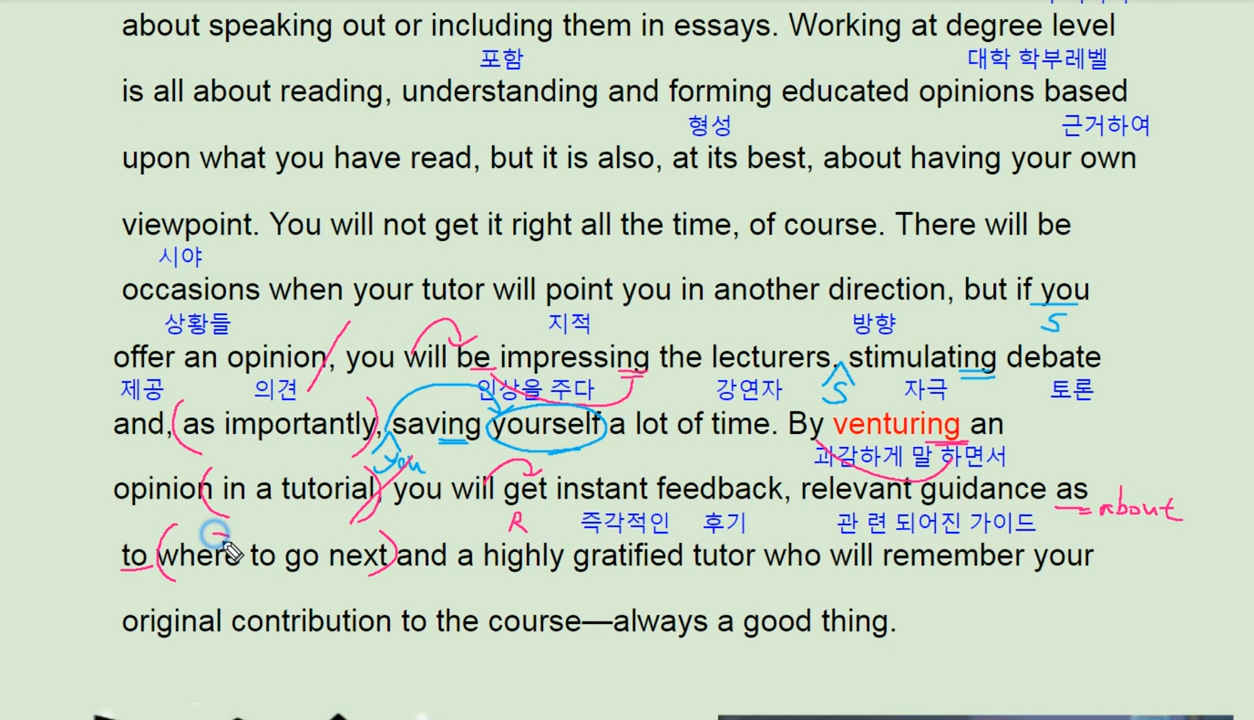 about speaking out or including them in essays. Working at degree level
포함 대학 학부레벨
is all about reading, understanding and forming educated opinions based
형성 근거하여
upon what you have read, but it is also, at its best, about having your own
viewpoint. You will not get it right all the time, of course. There will be
시야
occasions when your tutor will point you in another direction, but if you
상황들 지적 방향 S
offer an opinion, you will be impressing the lecturers, stimulating debate
제공 의견 인상을 주다 강연자 S 자극 토론
and, (as importantly), saving yourself a lot of time. By venturing an
you 과감하게 말 하면서
opinion (in a tutorial), you will get instant feedback, relevant guidance as
R 즉각적인 후기 관 련 되어진 가이드 about
to (where to go next) and a highly gratified tutor who will remember your
original contribution to the course—always a good thing.